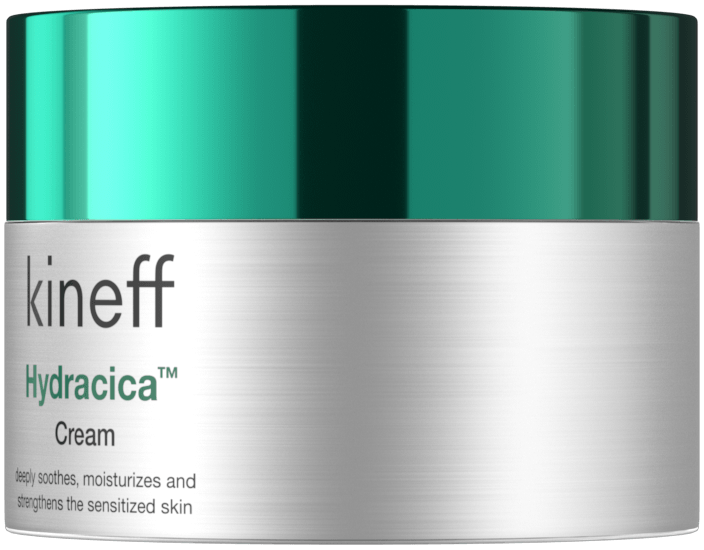 kineff
Hydracica™
Cream
deeply soothes, moisturizes and
strengthens the sensitized skin